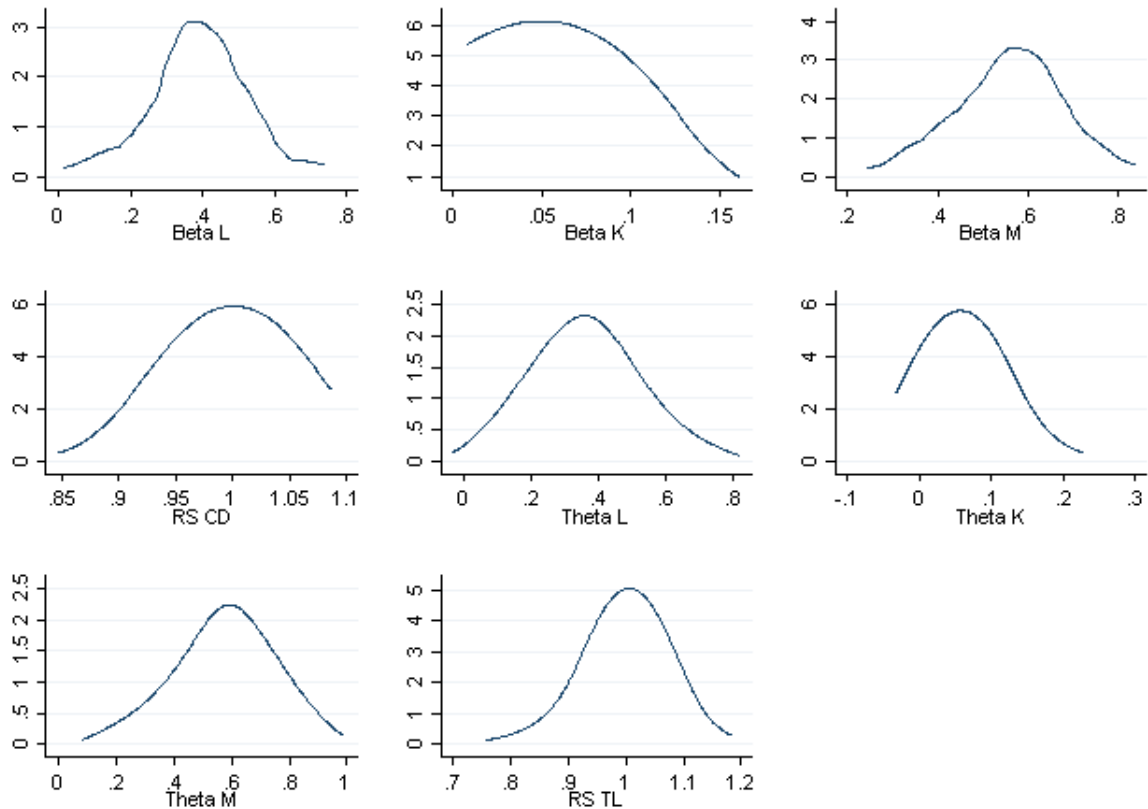 0 1 2 3
0 .2 .4 .6 .8
Beta L
1 2 3 4 5 6
0 .05 .1 .15
Beta K
0 1 2 3 4
.2 .4 .6 .8
Beta M
0 2 4 6
.85 .9 .95 1 1.05 1.1
RS CD
0 .5 1 1.5 2 2.5
0 .2 .4 .6 .8
Theta L
0 2 4 6
-.1 0 .1 .2 .3
Theta K
0 .5 1 1.5 2 2.5
0 .2 .4 .6 .8 1
Theta M
0 1 2 3 4 5
.7 .8 .9 1 1.1 1.2
RS TL